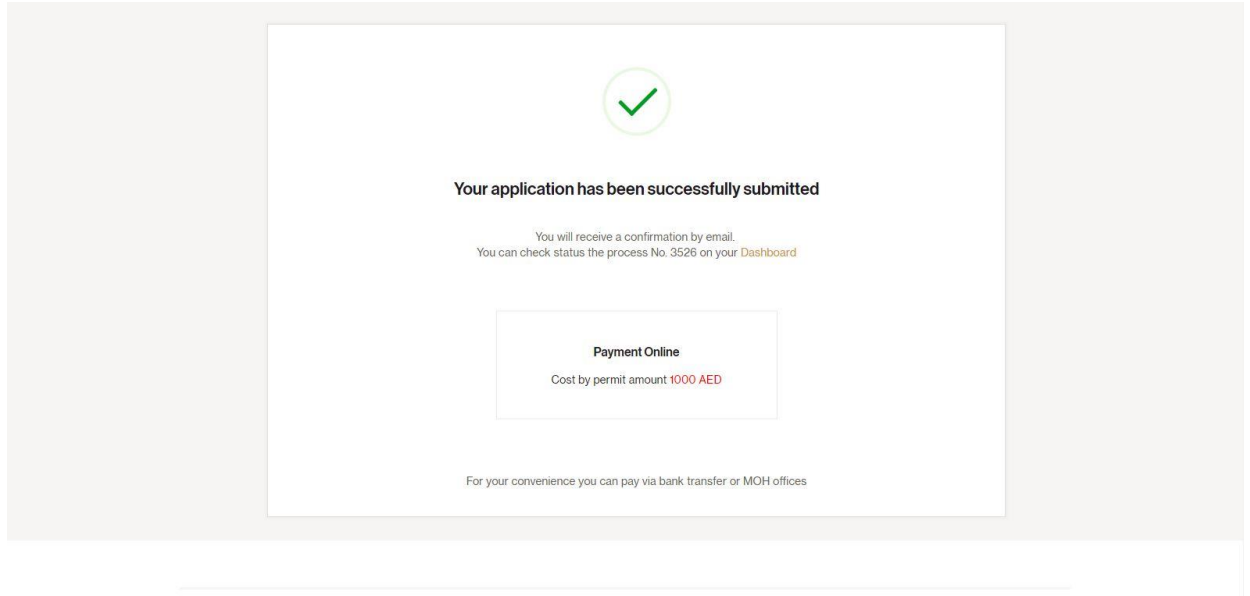 Your application has been successfully submitted
You will receive a confirmation by email.
You can check status the process No. 3526 on your Dashboard
Payment Online
Cost by permit amount 1000 AED
For your convenience you can pay via bank transfer or MOH offices